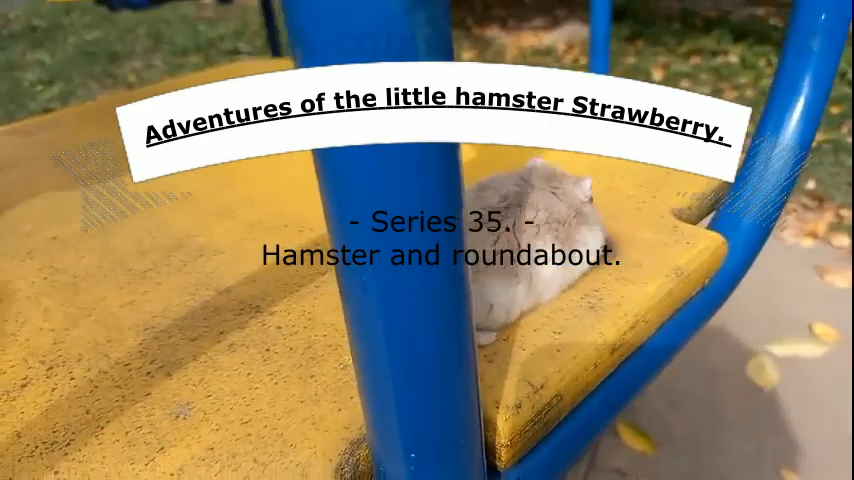 Adventures of the little hamster Strawberry.
- Series 35. -
Hamster and roundabout.